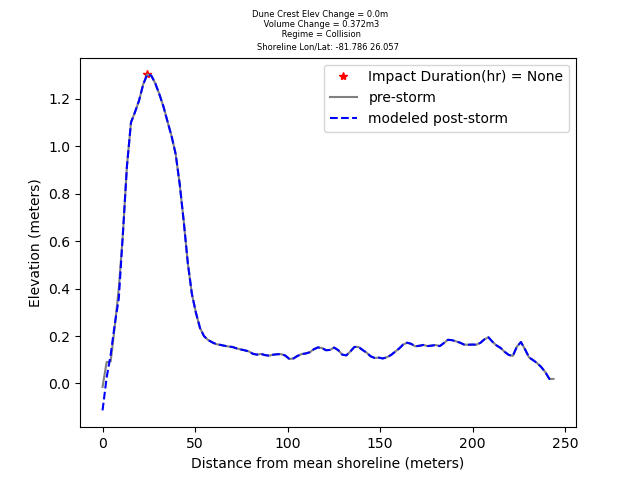 Dune Crest Elev Change = 0.0m
Volume Change = 0.372m3
Regime = Collision
Shoreline Lon/Lat: -81.786 26.057
Impact Duration(hr) = None
pre-storm
modeled post-storm
Elevation (meters)
1.2
1.0
0.8
0.6
0.4
0.2
0.0
0 50 100 150 200 250
Distance from mean shoreline (meters)